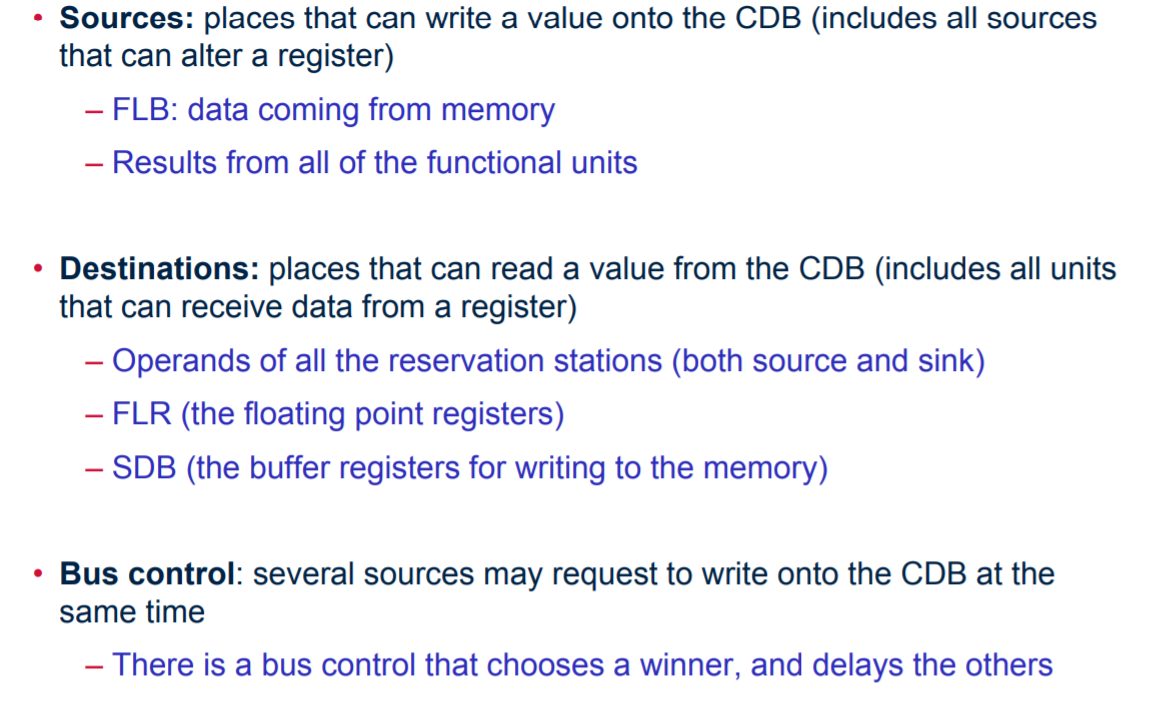 • Sources: places that can write a value onto the CDB (includes all sources
that can alter a register)
– FLB: data coming from memory
– Results from all of the functional units
• Destinations: places that can read a value from the CDB (includes all units
that can receive data from a register)
– Operands of all the reservation stations (both source and sink)
– FLR (the floating point registers)
– SDB (the buffer registers for writing to the memory)
• Bus control: several sources may request to write onto the CDB at the
same time
– There is a bus control that chooses a winner, and delays the others